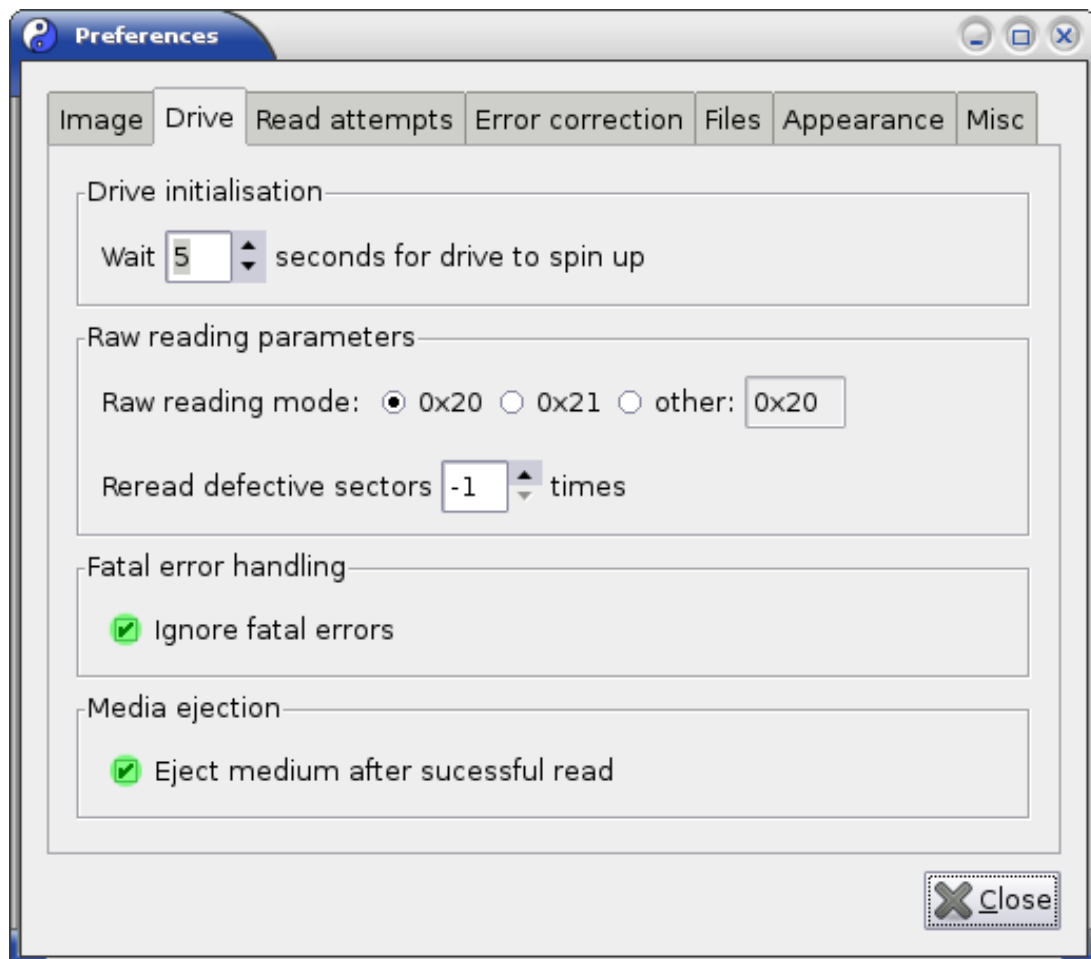 Preferences
Image Drive Read attempts Error correction Files Appearance Misc
Drive initialisation
Wait 5 seconds for drive to spin up
Raw reading parameters
Raw reading mode: 0x20 0x21 other: 0x20
Reread defective sectors -1 times
Fatal error handling
Ignore fatal errors
Media ejection
Eject medium after sucessful read
Close